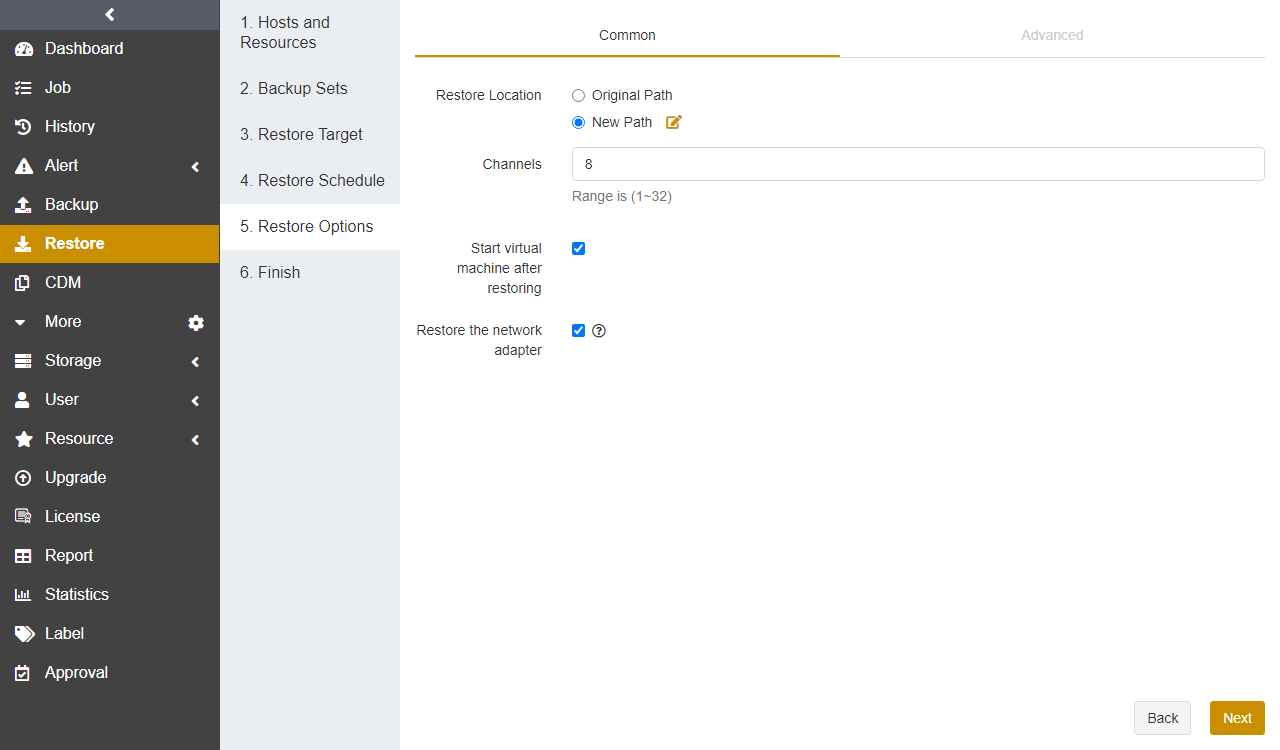 Dashboard
Job
History
Alert
Backup
Restore
CDM
More
Storage
User
Resource
Upgrade
License
Report
Statistics
Label
Approval
1. Hosts and
Resources
2. Backup Sets
3. Restore Target
4. Restore Schedule
5. Restore Options
6. Finish
Common
Advanced
Restore Location
Original Path
New Path
Channels
8
Range is (1~32)
Start virtual
machine after
restoring
Restore the network
adapter
Back
Next